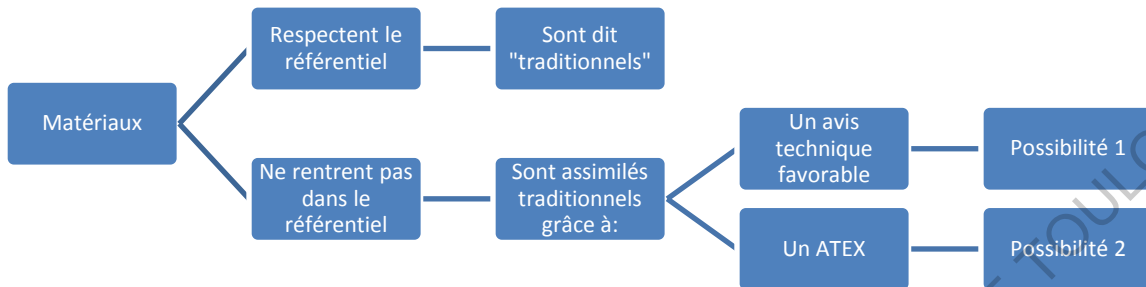 Matériaux
Respectent le
référentiel
Sont dit
"traditionnels"
Ne rentrent pas
dans le
référentiel
Sont assimilés
traditionnels
grâce à:
Un avis
technique
favorable
Possibilité 1
Un ATEX
Possibilité 2